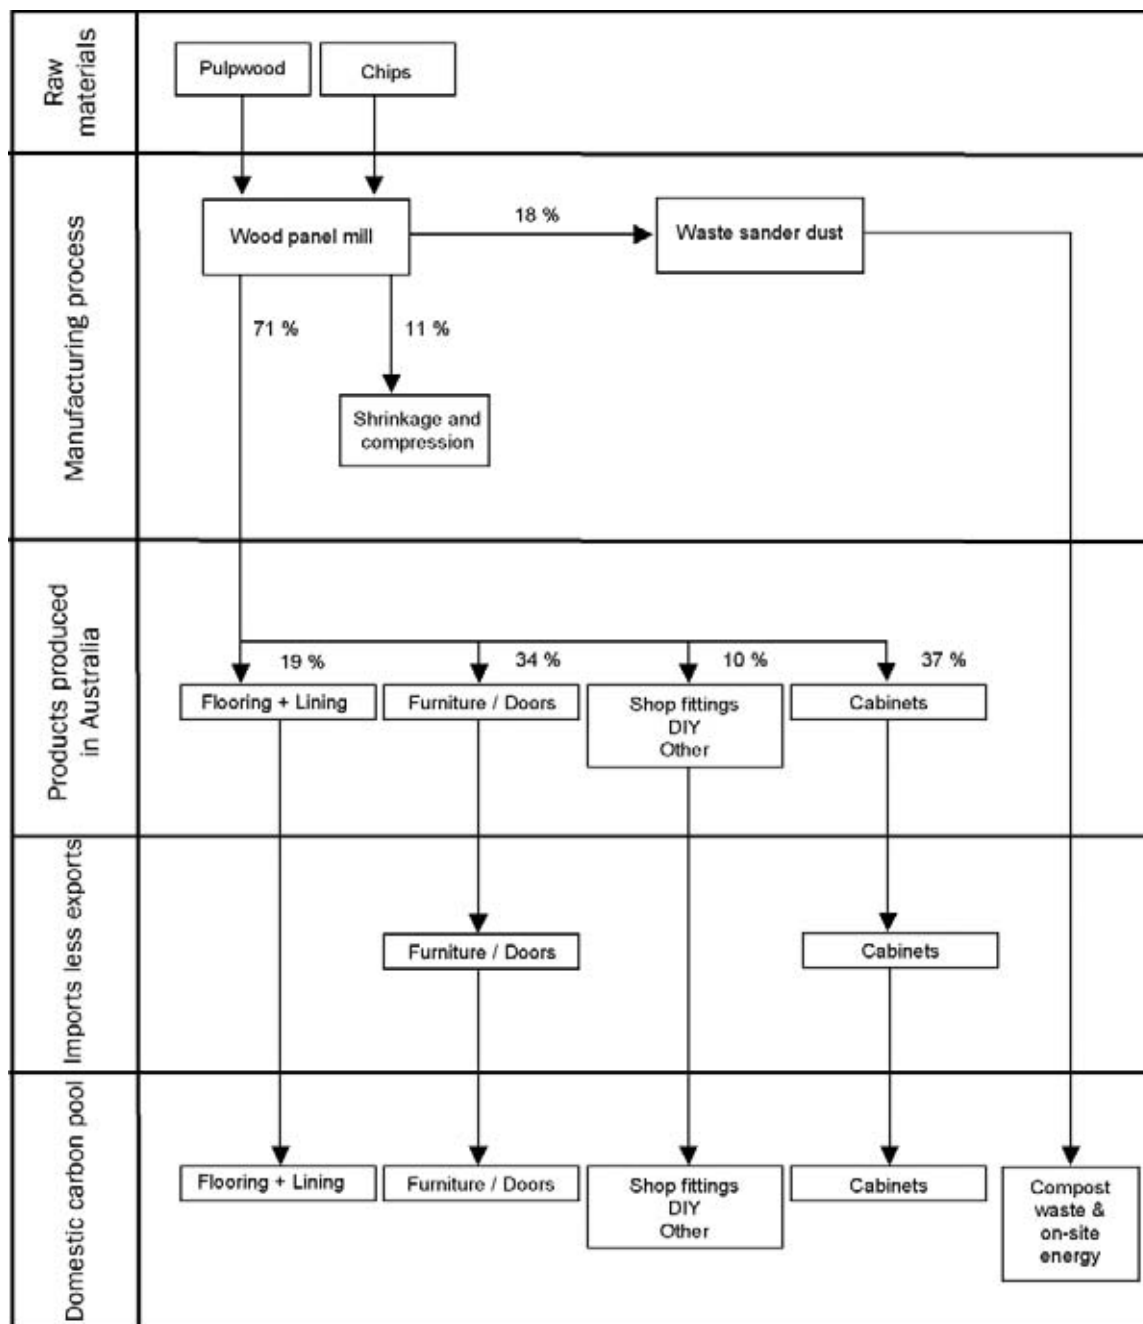 Raw
materials
Pulpwood
Chips
Manufacturing process
Wood panel mill
18 %
Waste sander dust
71 %
11 %
Shrinkage and
compression
Products produced
in Australia
19 %
34 %
10 %
37 %
Flooring + Lining
Furniture / Doors
Shop fittings
DIY
Other
Cabinets
Imports less exports
Furniture / Doors
Cabinets
Domestic carbon pool
Flooring + Lining
Furniture / Doors
Shop fittings
DIY
Other
Cabinets
Compost
waste &
on-site
energy